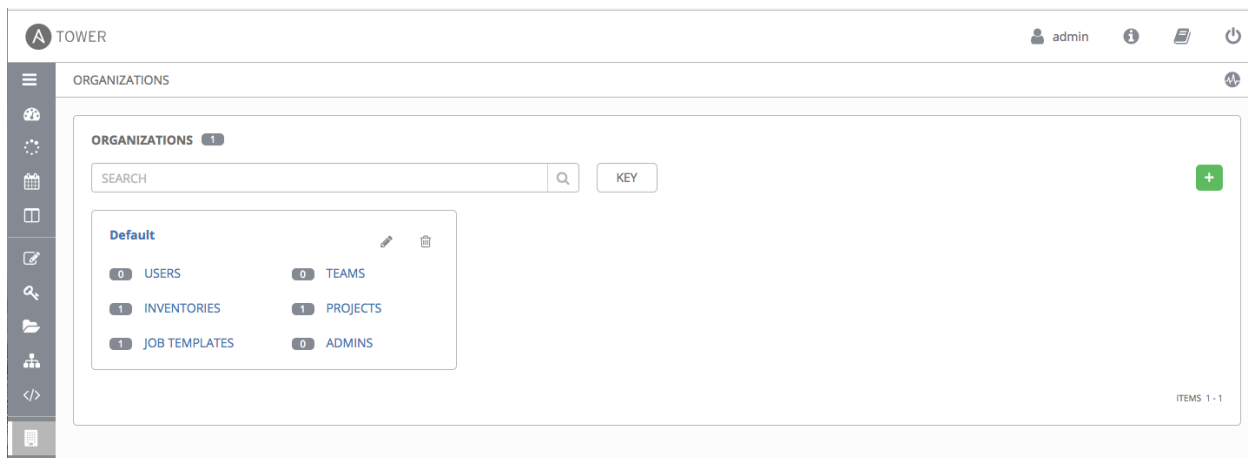 A TOWER
admin
ORGANIZATIONS
ORGANIZATIONS 1
SEARCH
KEY
+
Default
0 USERS 0 TEAMS
1 INVENTORIES 1 PROJECTS
1 JOB TEMPLATES 0 ADMINS
ITEMS 1 - 1